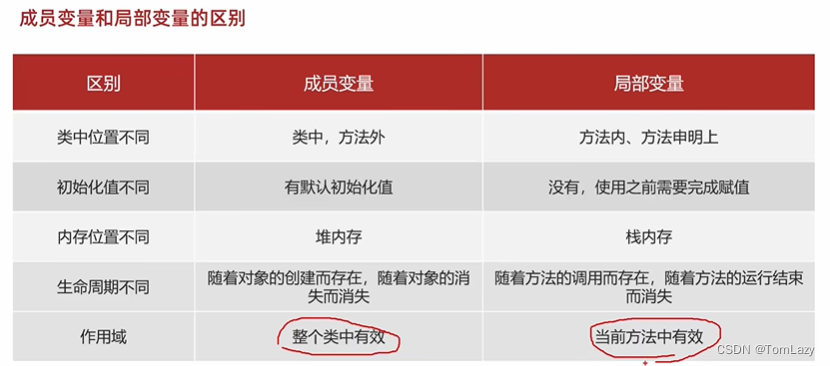 成员变量和局部变量的区别
区别 成员变量 局部变量
类中位置不同 类中，方法外 方法内、方法申明上
初始化值不同 有默认初始化值 没有，使用之前需要完成赋值
内存位置不同 堆内存 栈内存
生命周期不同 随着对象的创建而存在，随着对象的消失而消失 随着方法的调用而存在，随着方法的运行结束而消失
作用域 整个类中有效 当前方法中有效
CSDN @TomLazy